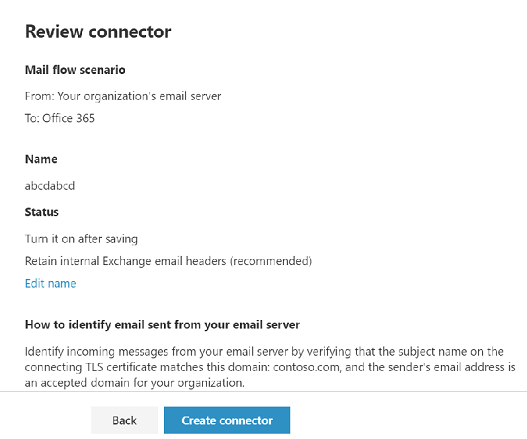 Review connector
Mail flow scenario
From: Your organization's email server
To: Office 365
Name
abcdabcd
Status
Turn it on after saving
Retain internal Exchange email headers (recommended)
Edit name
How to identify email sent from your email server
Identify incoming messages from your email server by verifying that the subject name on the
connecting TLS certificate matches this domain: contoso.com, and the sender's email address is
an accepted domain for your organization.
Back
Create connector